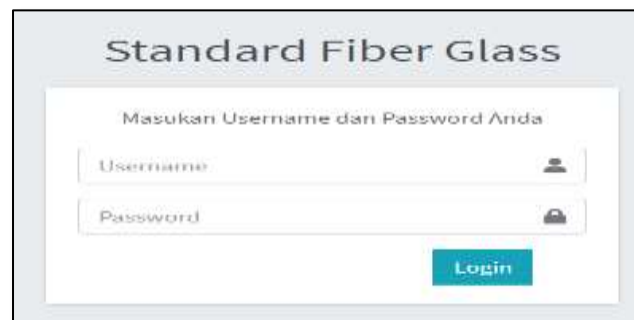 Standard Fiber Glass
Masukan Username dan Password Anda
Username
Password
Login